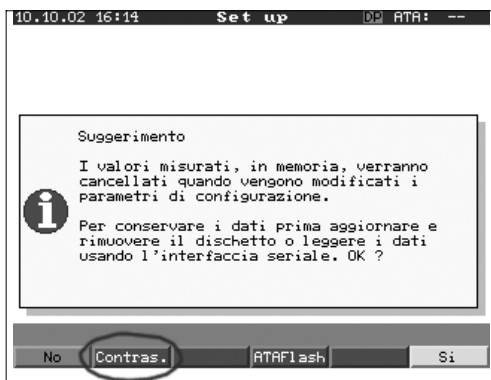 10.10.02 16:14 Set up DP ATA: --
Suggerimento
I valori misurati, in memoria, verranno
cancellati quando vengono modificati i
parametri di configurazione.
Per conservare i dati prima aggiornare e
rimuovere il dischetto o leggere i dati
usando l'interfaccia seriale. OK ?
No Contras. ATAFlash Si